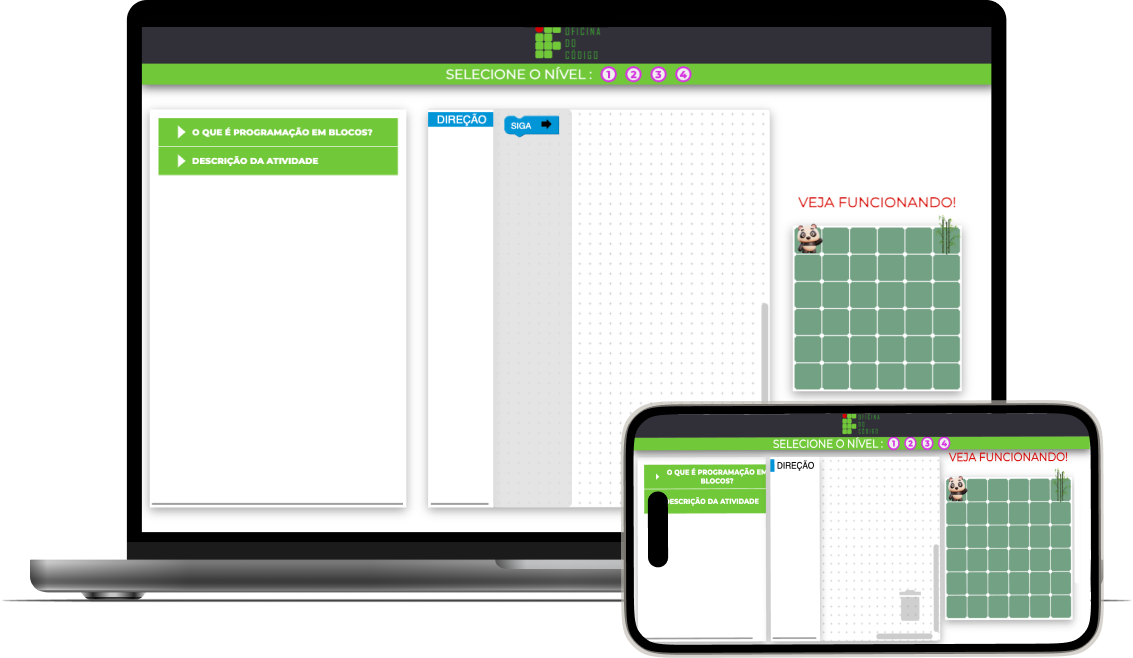 OFICINA
DO
CÓDIGO
SELECIONE O NÍVEL : 1 2 3 4
O QUE É PROGRAMAÇÃO EM BLOCOS?
DESCRIÇÃO DA ATIVIDADE
DIREÇÃO
SIGA
VEJA FUNCIONANDO!
OFICINA
DO
CÓDIGO
SELECIONE O NÍVEL : 1 2 3 4
O QUE É PROGRAMAÇÃO EM
BLOCOS?
ESCRIÇÃO DA ATIVIDADE
DIREÇÃO
VEJA FUNCIONANDO!